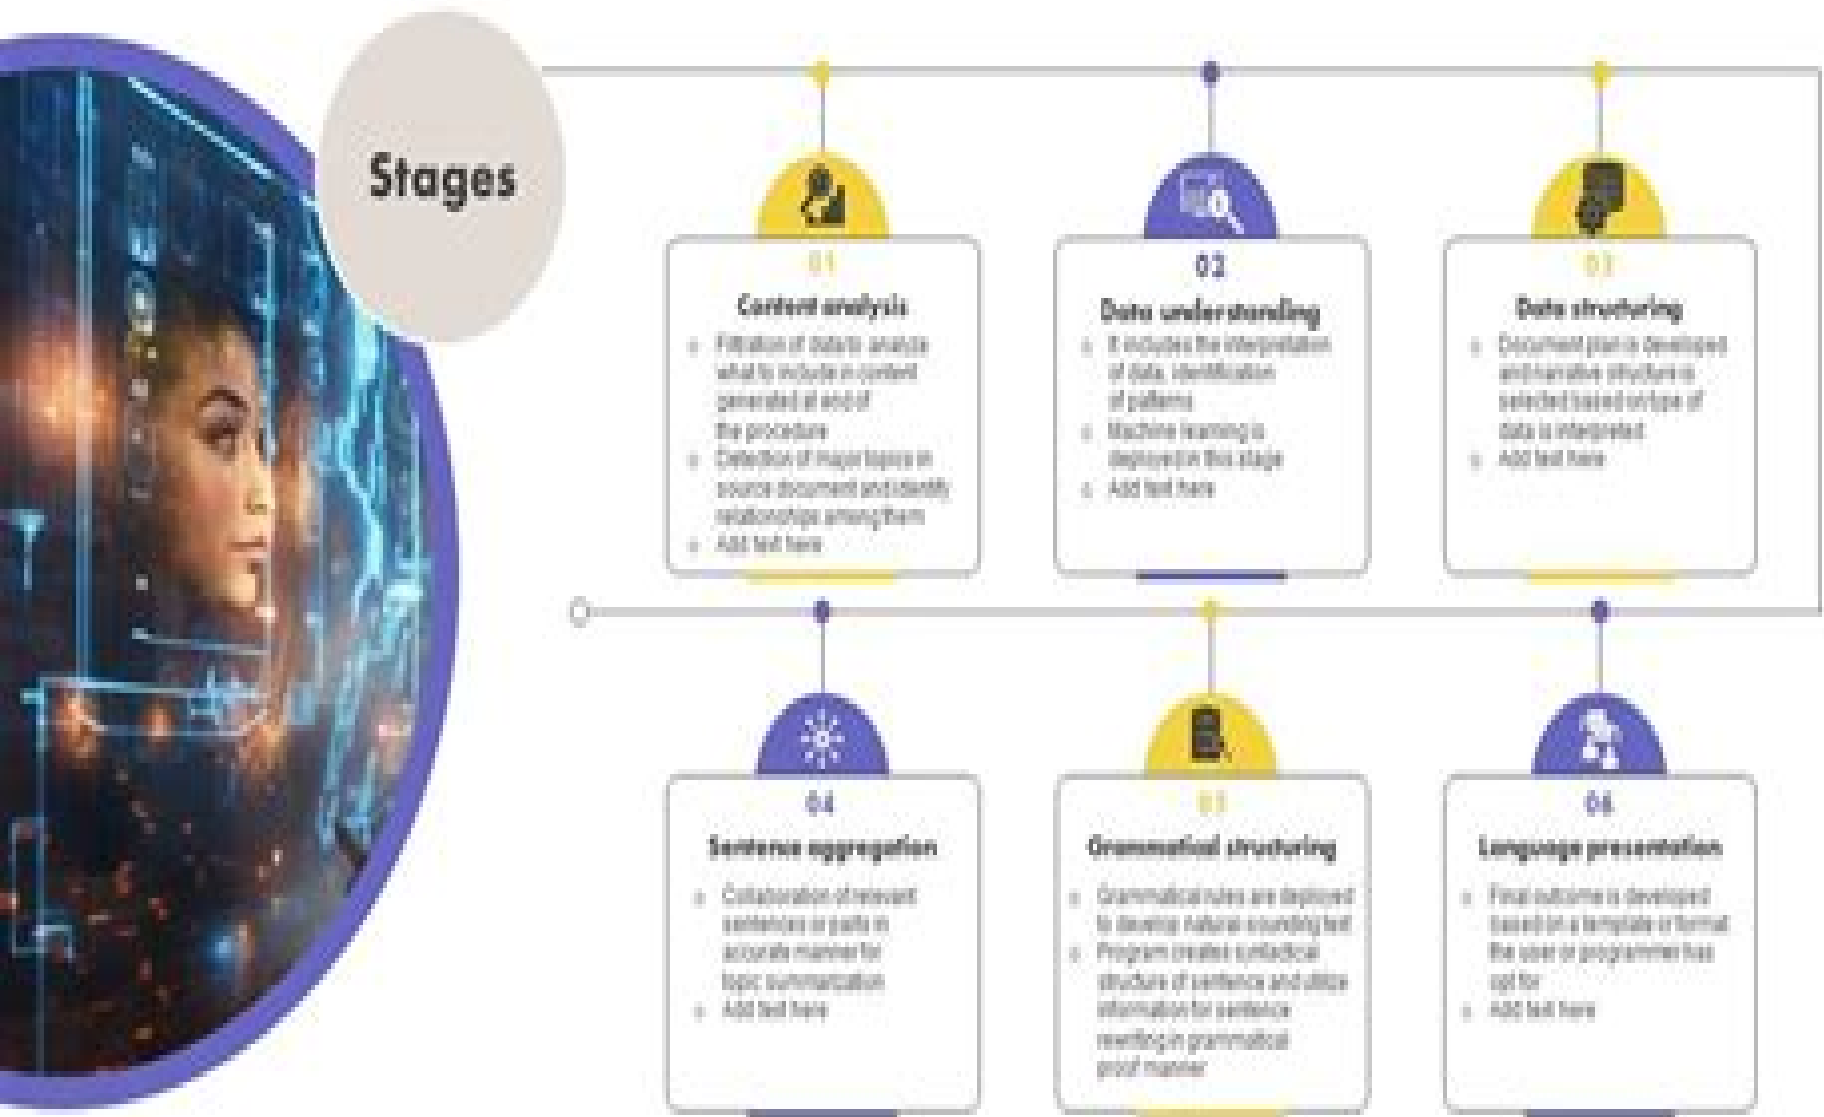 Stages
01
Content analysis
Filtration of data to analyze
what to include in content
generated at end of
the procedure
Detection of major topics in
source document and identify
relationships among them
Add text here
02
Data understanding
It includes the interpretation
of data, identification
of patterns
Machine learning is
deployed in this stage
Add text here
03
Data structuring
Document plan is developed
and narrative structure is
selected based on type of
data is interpreted
Add text here
04
Sentence aggregation
Collaboration of relevant
sentences or parts in
accurate manner for
topic summarization
Add text here
05
Grammatical structuring
Grammatical rules are deployed
to develop natural-sounding text
Program creates syntactical
structure of sentence and utilize
information for sentence
rewriting in grammatical
proof manner
06
Language presentation
Final outcome is developed
based on a template or format
the user or programmer has
opt for
Add text here